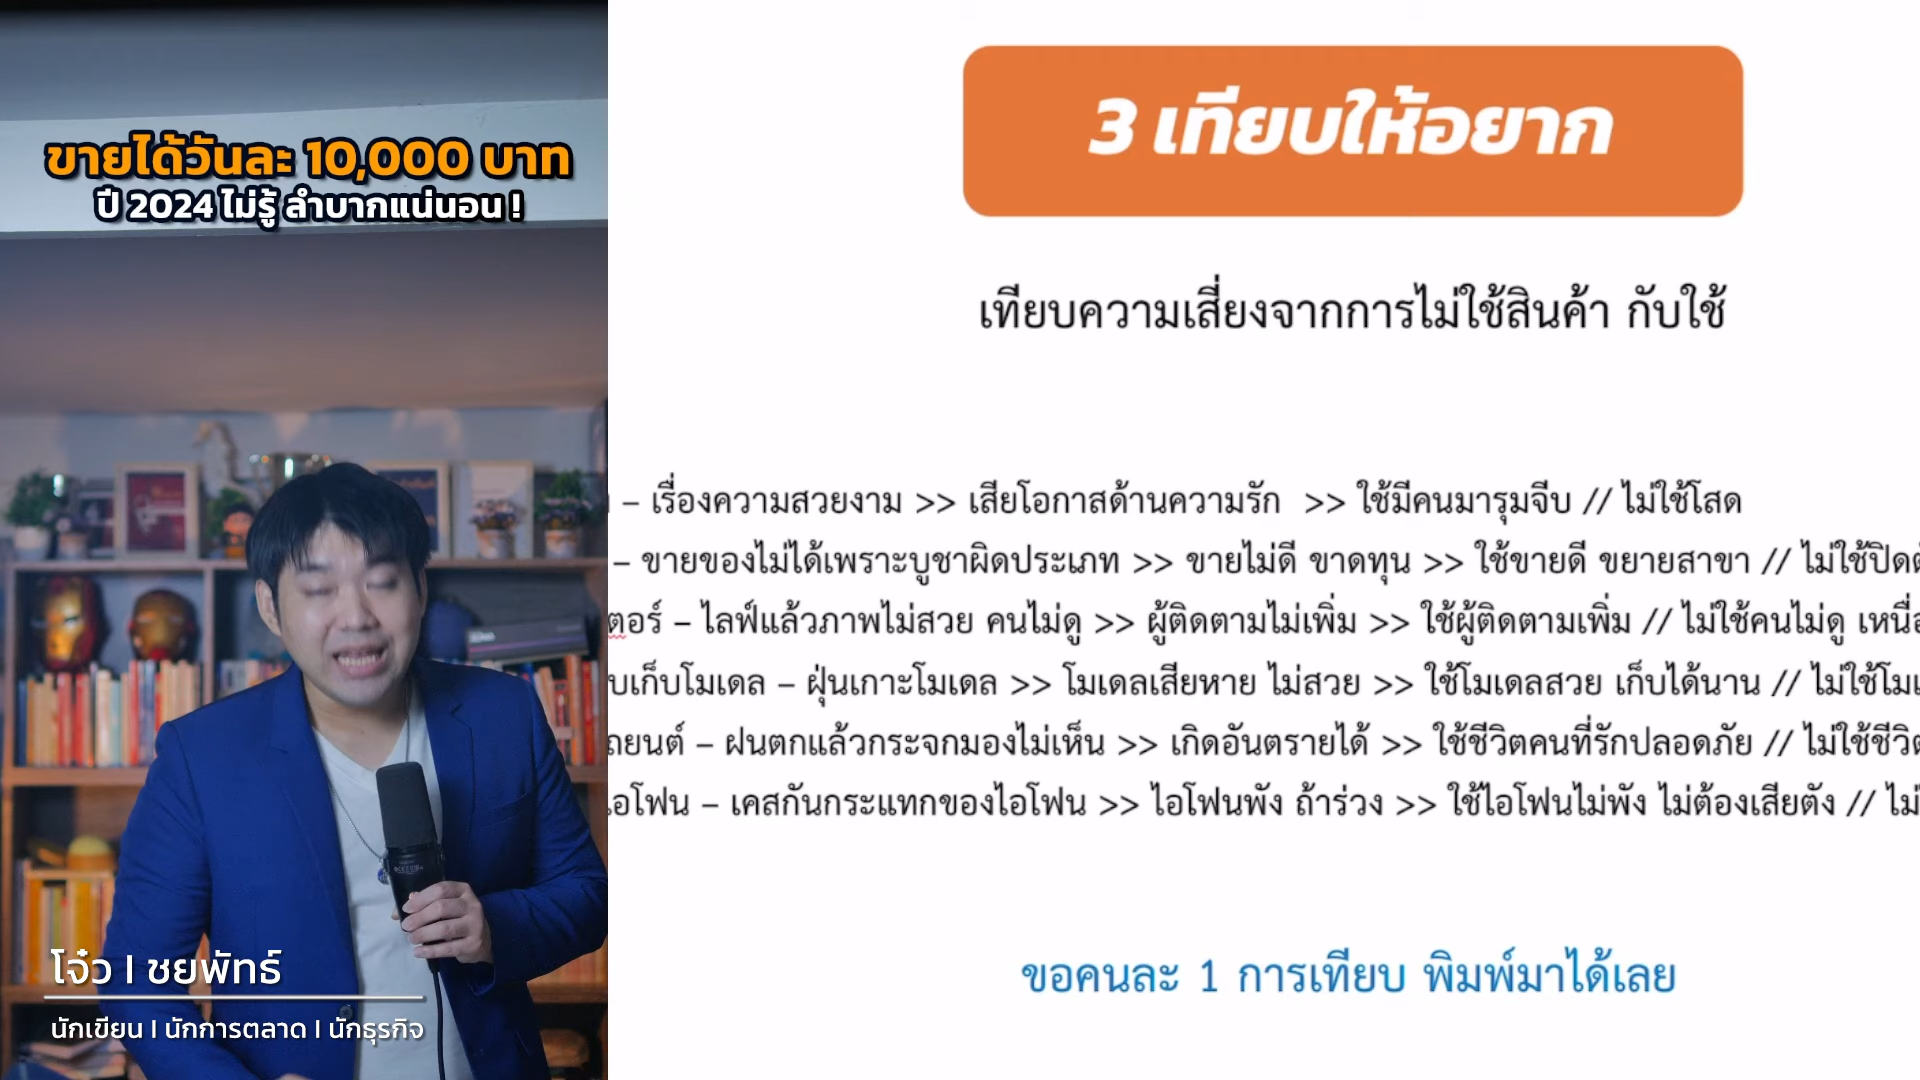 ขายได้วันละ 10,000 บาท
ปี 2024 ไม่รู้ ลำบากแน่นอน !
โจ๋ว I ชยพัทธ์
นักเขียน I นักการตลาด I นักธุรกิจ
3 เทียบให้อยาก
เทียบความเสี่ยงจากการไม่ใช้สินค้า กับใช้
– เรื่องความสวยงาม >> เสียโอกาสด้านความรัก >> ใช้มีคนมารุมจีบ // ไม่ใช้โสด
– ขายของไม่ได้เพราะบูชาผิดประเภท >> ขายไม่ดี ขาดทุน >> ใช้ขายดี ขยายสาขา // ไม่ใช้ปิด
ตอร์ – ไลฟ์แล้วภาพไม่สวย คนไม่ดู >> ผู้ติดตามไม่เพิ่ม >> ใช้ผู้ติดตามเพิ่ม // ไม่ใช้คนไม่ดู เหนื่อ
บเก็บโมเดล – ฝุ่นเกาะโมเดล >> โมเดลเสียหาย ไม่สวย >> ใช้โมเดลสวย เก็บได้นาน // ไม่ใช้โม
ถยนต์ – ฝนตกแล้วกระจกมองไม่เห็น >> เกิดอันตรายได้ >> ใช้ชีวิตคนที่รักปลอดภัย // ไม่ใช้ชีวิต
ไอโฟน – เคสกันกระแทกของไอโฟน >> ไอโฟนพัง ถ้าร่วง >> ใช้ไอโฟนไม่พัง ไม่ต้องเสียตัง // ไม่
ขอคนละ 1 การเทียบ พิมพ์มาได้เลย